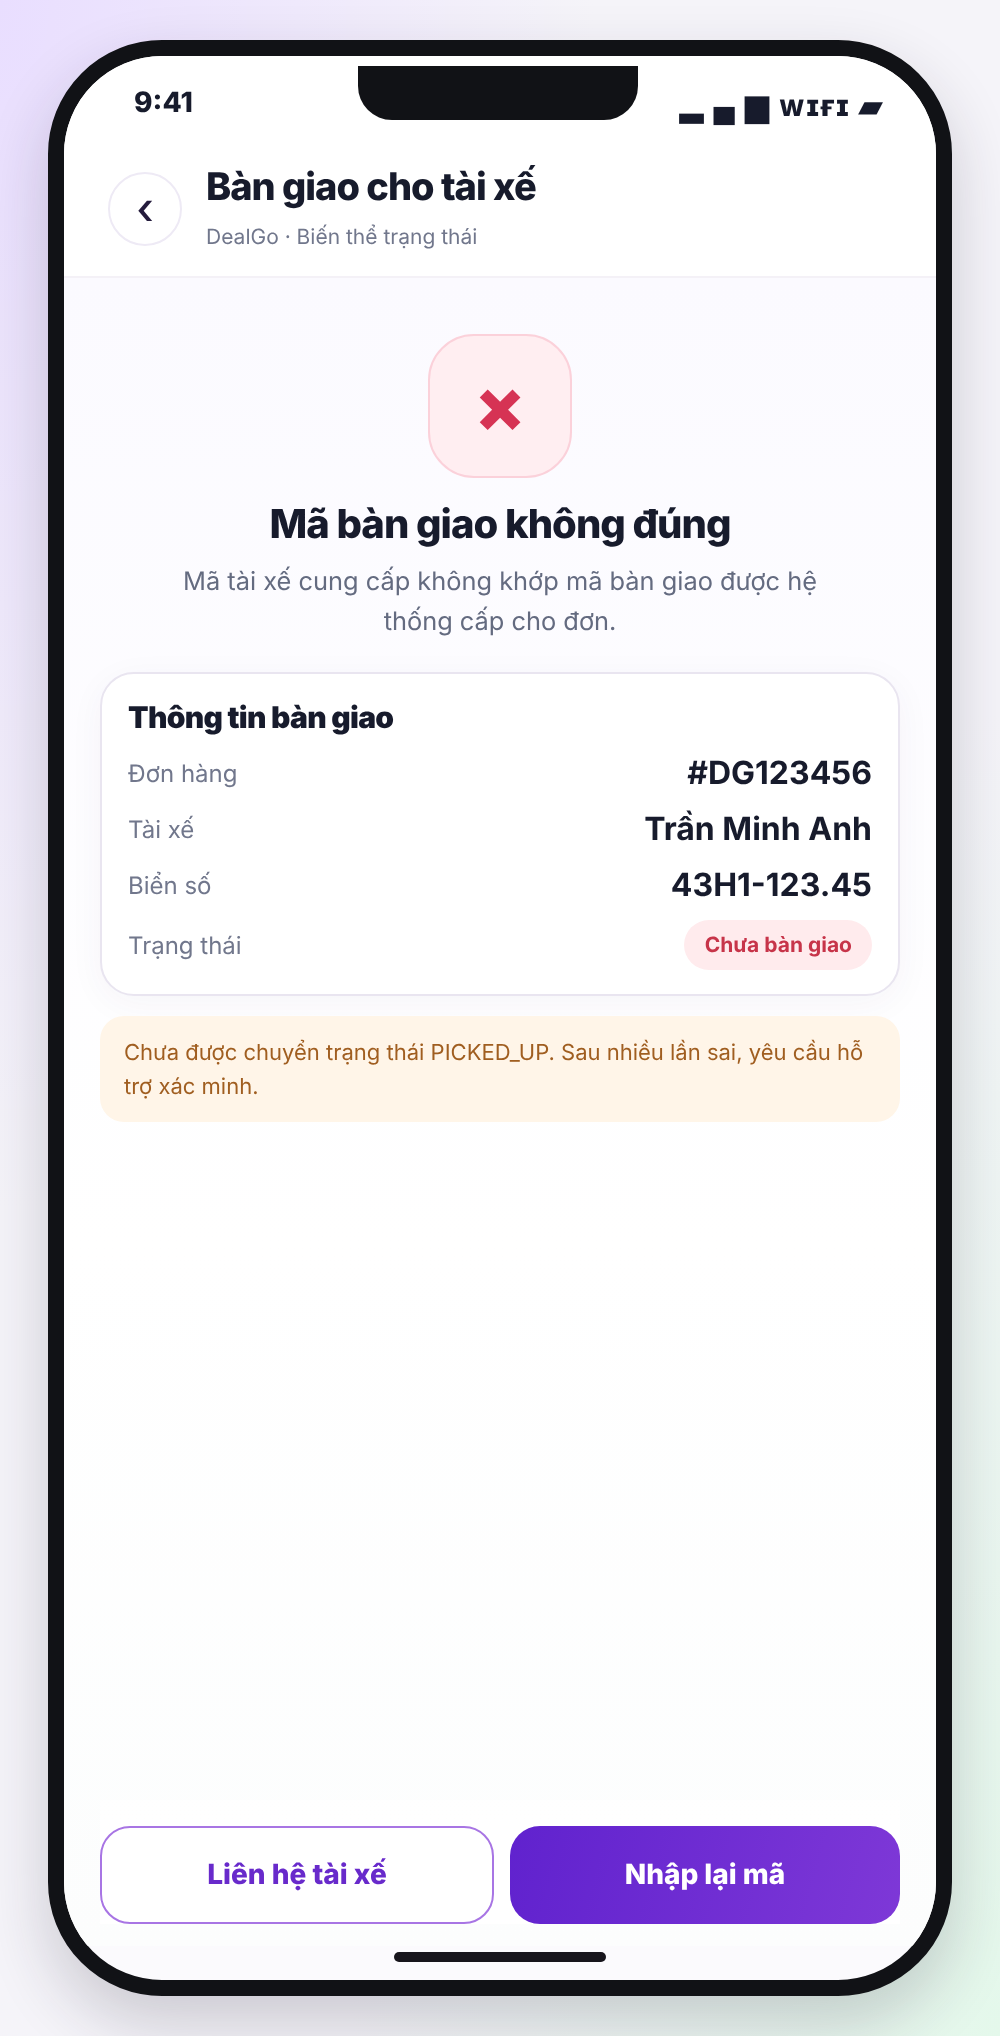 9:41
WIFI
Bàn giao cho tài xế
DealGo · Biến thể trạng thái
Mã bàn giao không đúng
Mã tài xế cung cấp không khớp mã bàn giao được hệ
thống cấp cho đơn.
Thông tin bàn giao
Đơn hàng #DG123456
Tài xế Trần Minh Anh
Biển số 43H1-123.45
Trạng thái Chưa bàn giao
Chưa được chuyển trạng thái PICKED_UP. Sau nhiều lần sai, yêu cầu hỗ
trợ xác minh.
Liên hệ tài xế
Nhập lại mã